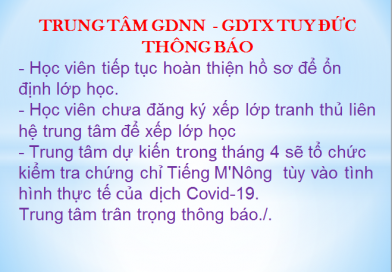 TRUNG TÂM GDNN - GDTX TUY ĐỨC
THÔNG BÁO
- Học viên tiếp tục hoàn thiện hồ sơ để ổn
định lớp học.
- Học viên chưa đăng ký xếp lớp tranh thủ liên
hệ trung tâm để xếp lớp học
- Trung tâm dự kiến trong tháng 4 sẽ tổ chức
kiểm tra chứng chỉ Tiếng M'Nông tùy vào tình
hình thực tế của dịch Covid-19.
Trung tâm trân trọng thông báo./.